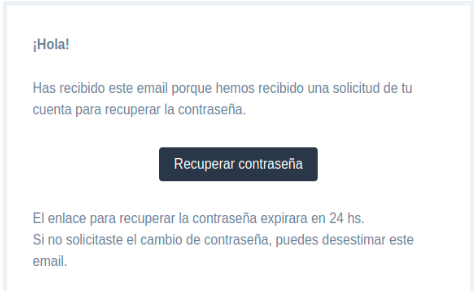 ¡Hola!
Has recibido este email porque hemos recibido una solicitud de tu
cuenta para recuperar la contraseña.
Recuperar contraseña
El enlace para recuperar la contraseña expirara en 24 hs.
Si no solicitaste el cambio de contraseña, puedes desestimar este
email.